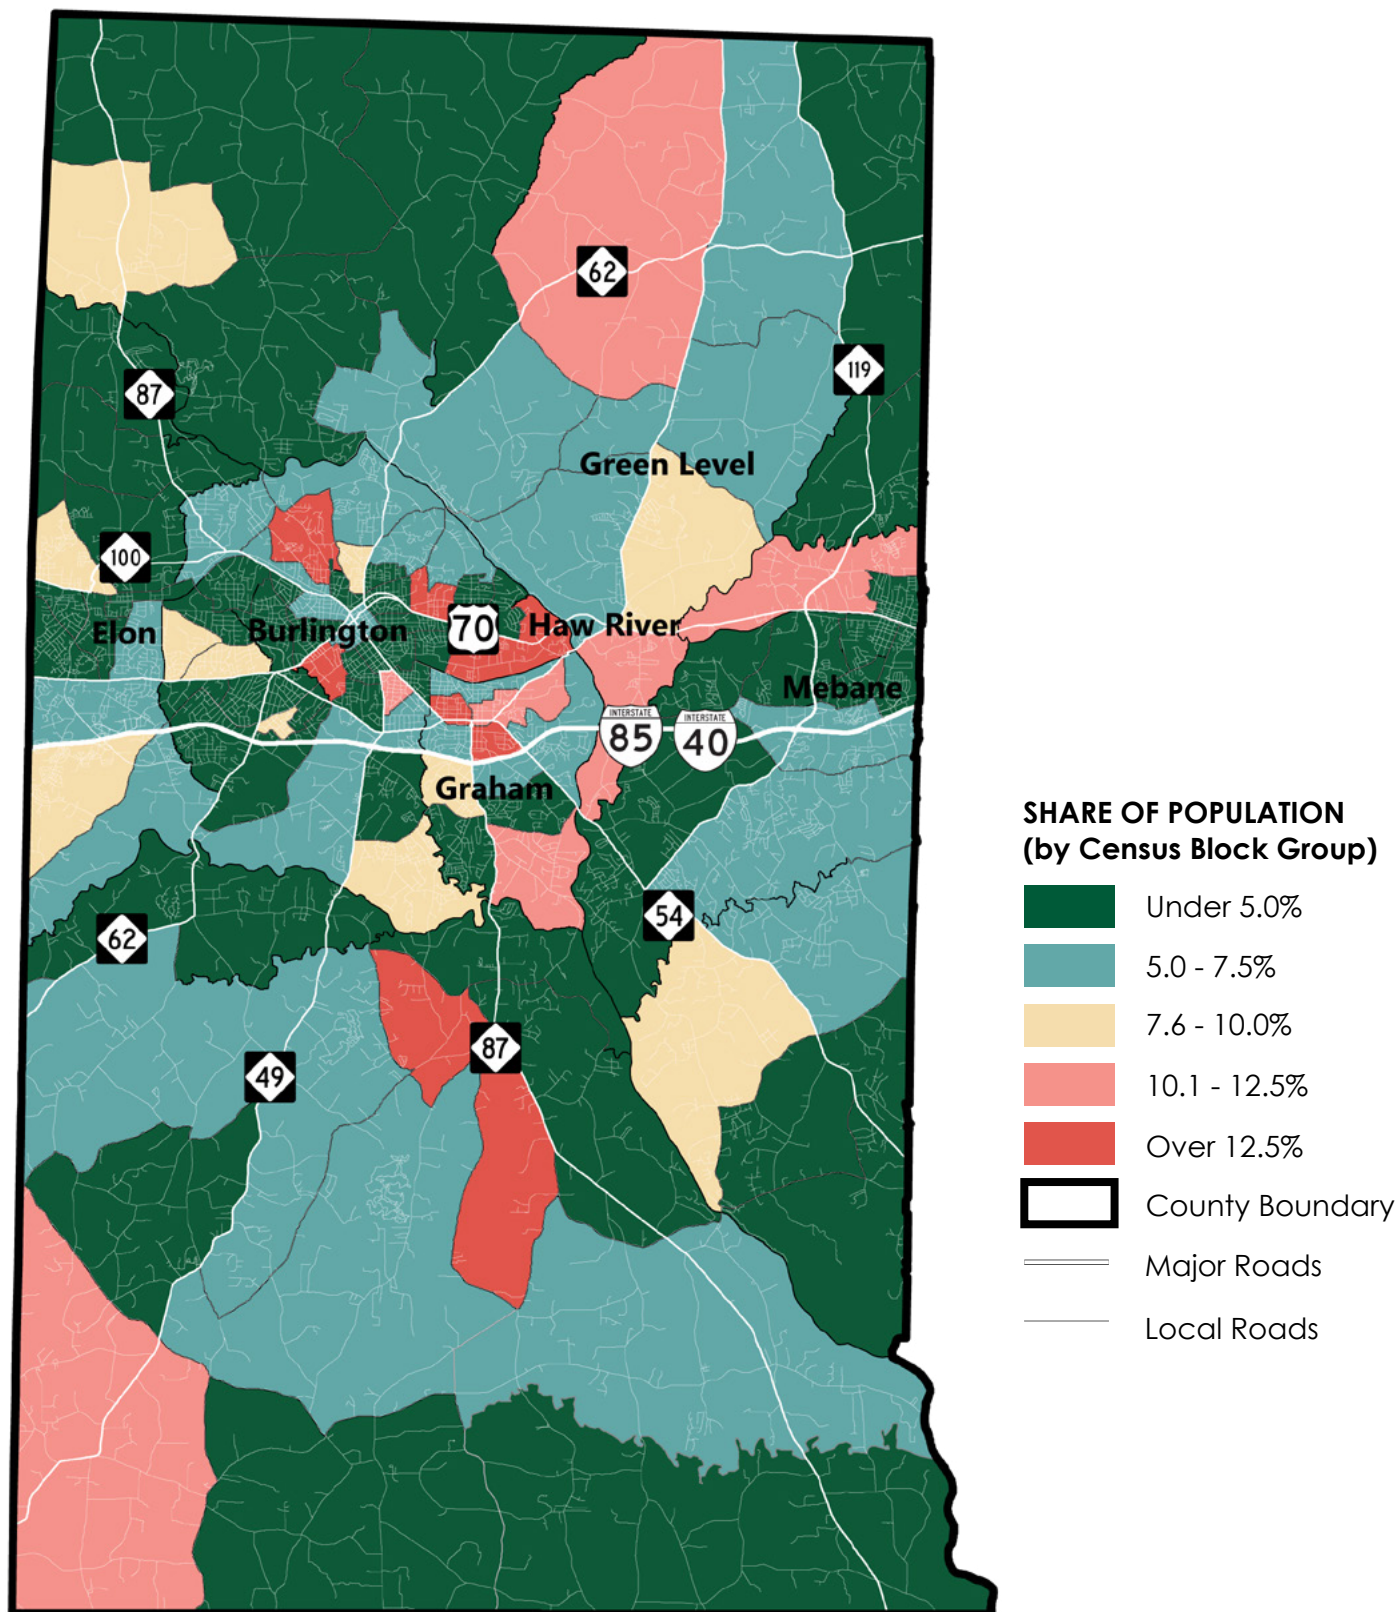 62
119
87
Green Level
100
Elon
Burlington
70
Haw River
Mebane
INTERSTATE
85
INTERSTATE
40
Graham
54
62
87
49
SHARE OF POPULATION
(by Census Block Group)
Under 5.0%
5.0 - 7.5%
7.6 - 10.0%
10.1 - 12.5%
Over 12.5%
County Boundary
Major Roads
Local Roads